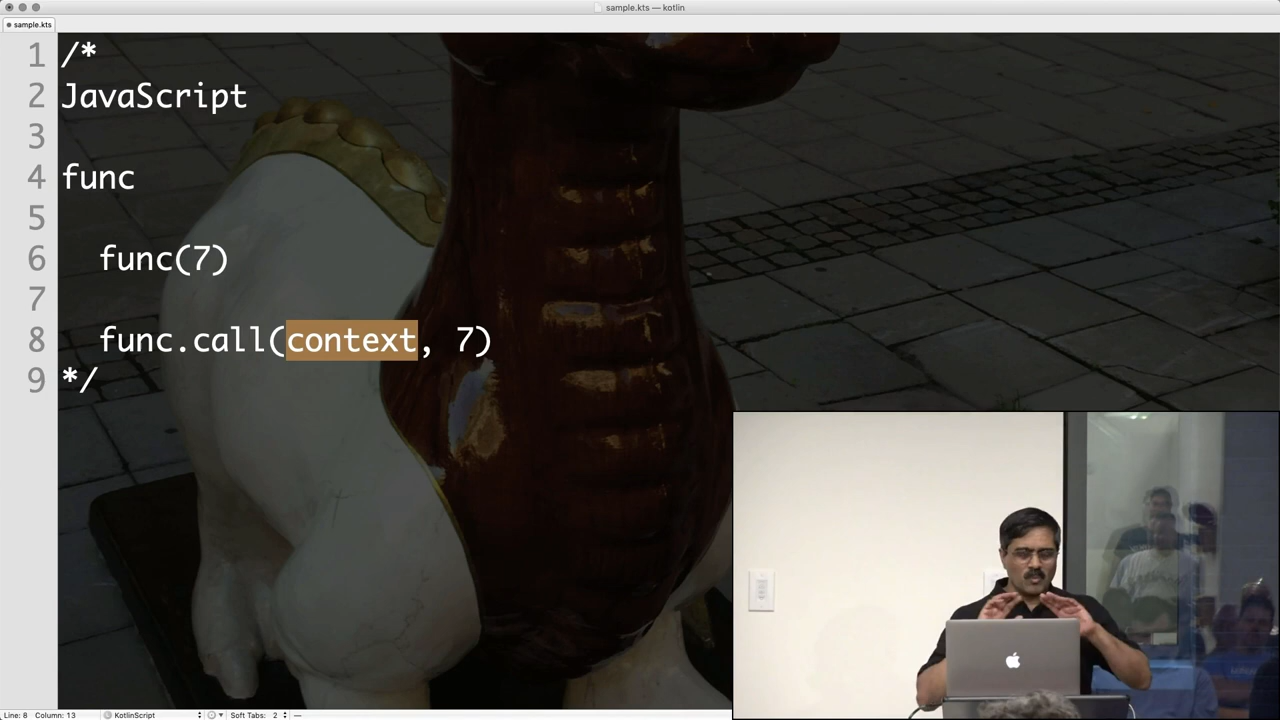 sample.kts — kotlin
sample.kts
1 /*
2 JavaScript
3
4 func
5
6 func(7)
7
8 func.call(context, 7)
9 */
Line: 8 Column: 13 KotlinScript Soft Tabs: 2 —